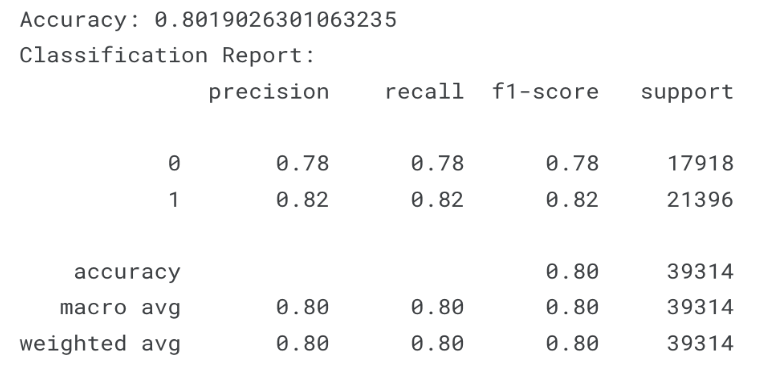 Accuracy: 0.8019026301063235
Classification Report:
              precision    recall  f1-score   support

           0       0.78      0.78      0.78     17918
           1       0.82      0.82      0.82     21396

    accuracy                           0.80     39314
   macro avg       0.80      0.80      0.80     39314
weighted avg       0.80      0.80      0.80     39314